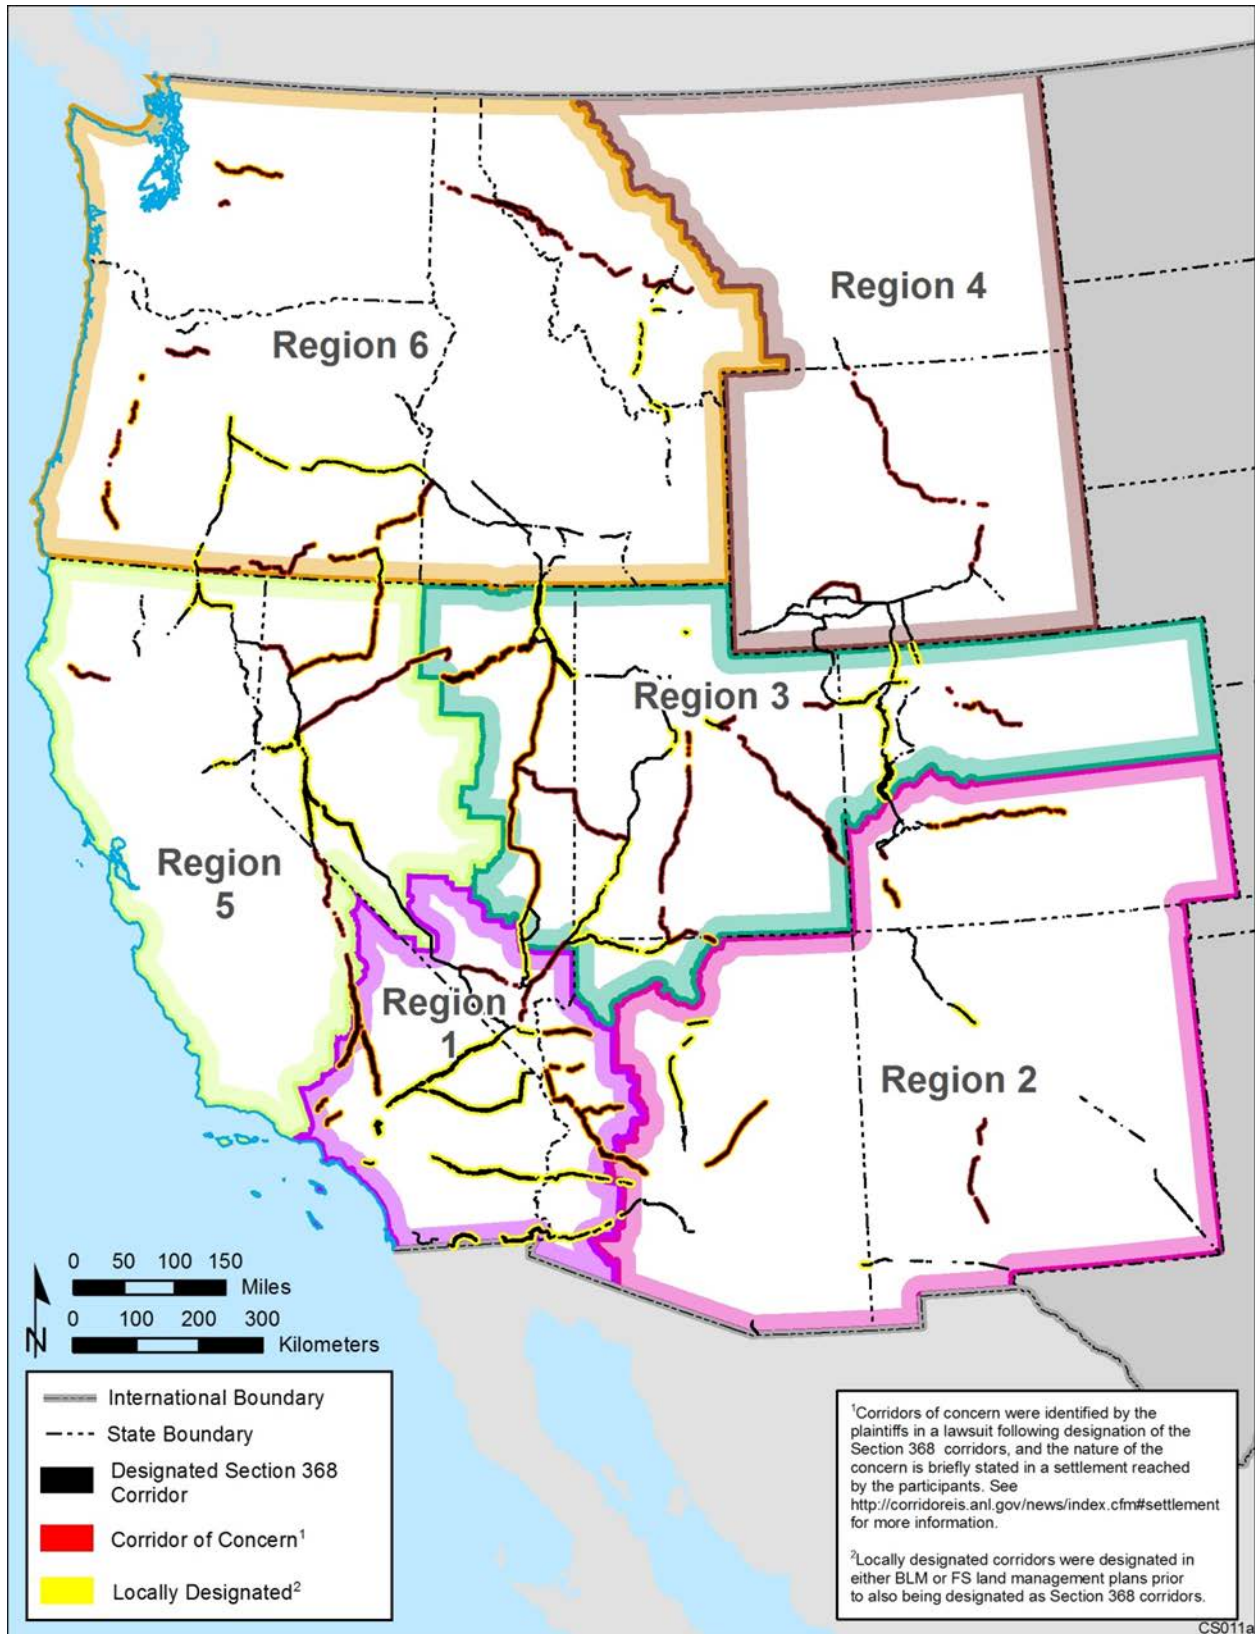 Region 4
Region 6
Region 3
Region
5
Region
1
Region 2
0 50 100 150
Miles
0 100 200 300
Kilometers
N
International Boundary
State Boundary
Designated Section 368
Corridor
Corridor of Concern¹
Locally Designated²
¹Corridors of concern were identified by the
plaintiffs in a lawsuit following designation of the
Section 368 corridors, and the nature of the
concern is briefly stated in a settlement reached
by the participants. See
http://corridoreis.anl.gov/news/index.cfm#settlement
for more information.
²Locally designated corridors were designated in
either BLM or FS land management plans prior
to also being designated as Section 368 corridors.
CS011a